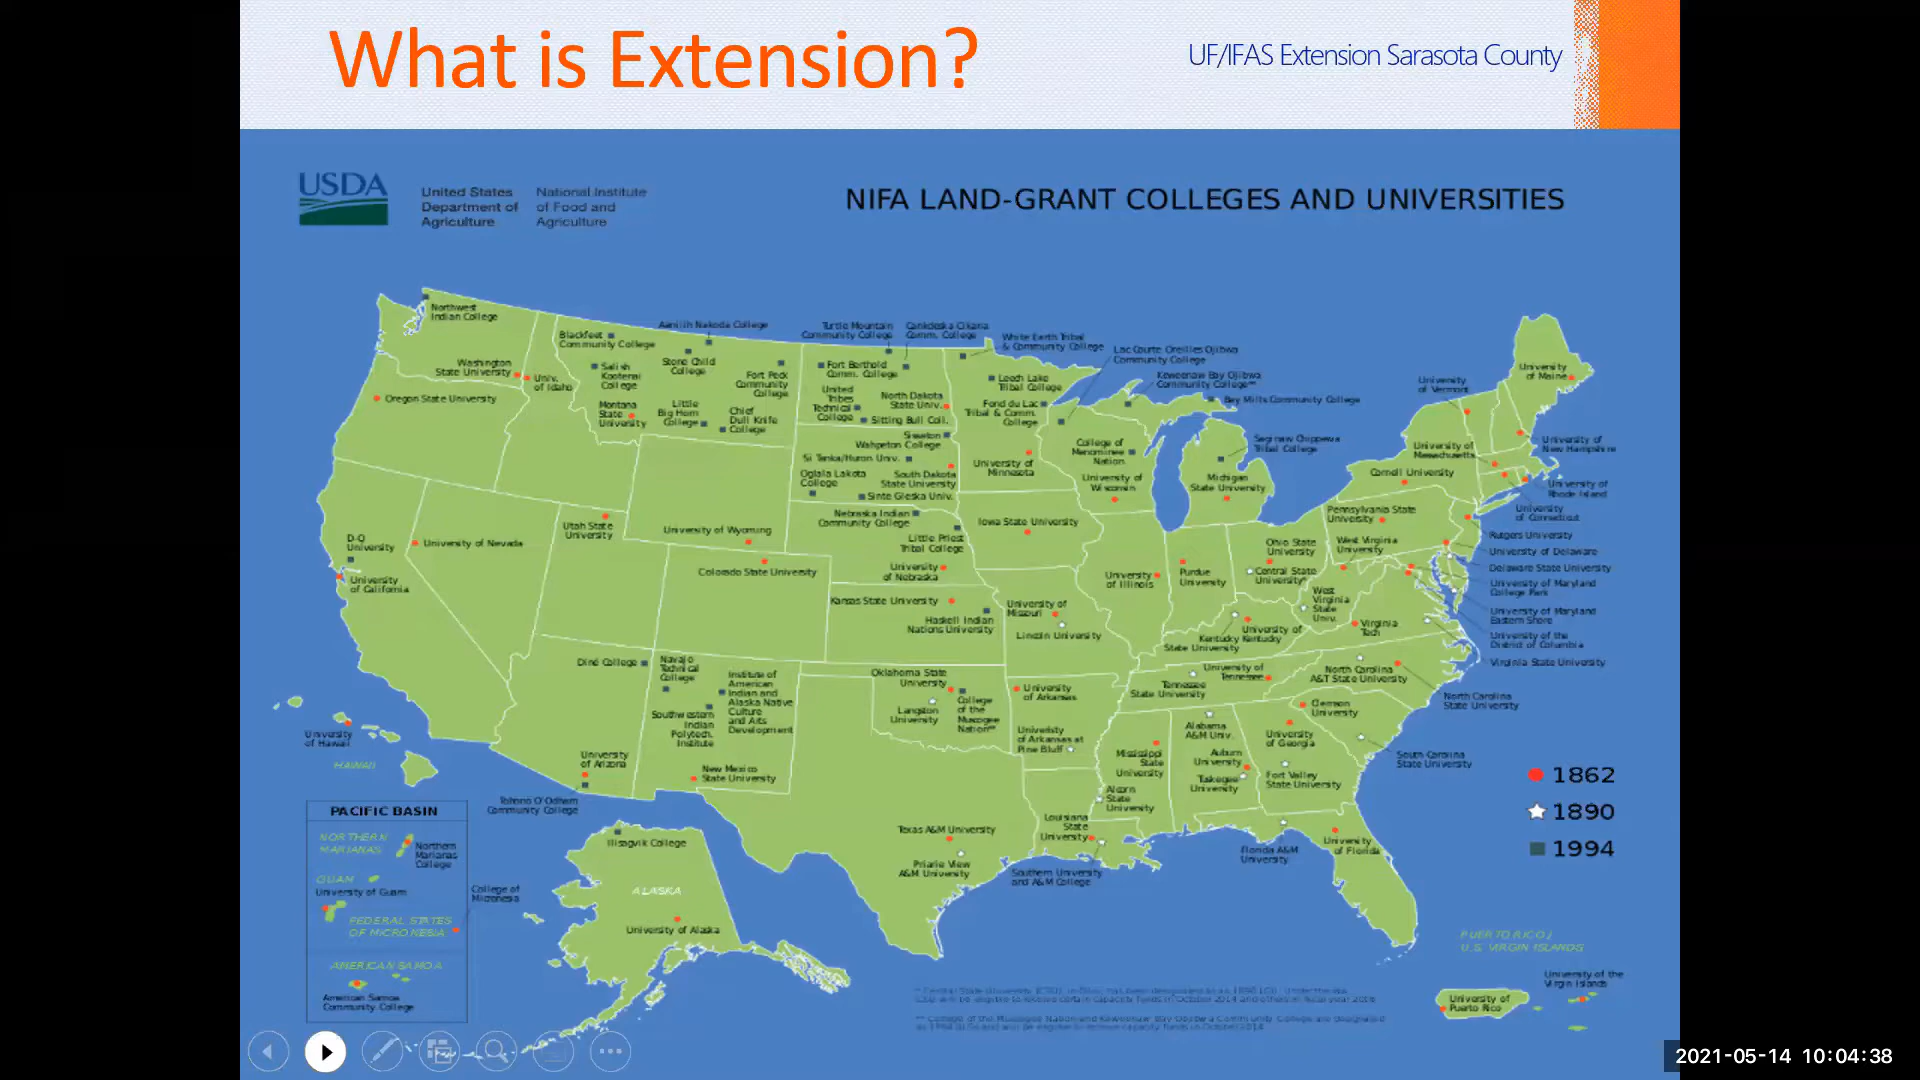 What is Extension?
UF/IFAS Extension Sarasota County
USDA
United States
Department of
Agriculture
National Institute
of Food and
Agriculture
NIFA LAND-GRANT COLLEGES AND UNIVERSITIES
Northwest
Indian College
Washington
State University
Univ.
of Idaho
Oregon State University
Blackfeet
Community College
Salish
Kootenai
College
Montana
State
University
Aaniiih Nakoda College
Stone Child
College
Little
Big Horn
College
Fort Peck
Community
College
Chief
Dull Knife
College
Turtle Mountain
Community College
Cankdeska Cikana
Comm. College
Fort Berthold
Comm. College
United
Tribes
Technical
College
North Dakota
State Univ.
Sitting Bull Coll.
Sisseton
Wahpeton College
Si Tanka/Huron Univ.
Oglala Lakota
College
South Dakota
State University
Sinte Gleska Univ.
White Earth Tribal
& Community College
Leech Lake
Tribal College
Fond du Lac
Tribal & Comm.
College
University of
Minnesota
Lac Courte Oreilles Ojibwa
Community College
Keweenaw Bay Ojibwa
Community College**
Bay Mills Community College
College of
Menominee
Nation
University of
Wisconsin
Saginaw Chippewa
Tribal College
Michigan
State University
University
of Vermont
University
of Maine
University of
New Hampshire
University of
Massachusetts
Cornell University
University of
Rhode Island
University
of Connecticut
Pennsylvania State
University
Rutgers University
University of Delaware
Delaware State University
University of Maryland
College Park
University of Maryland
Eastern Shore
University of the
District of Columbia
Virginia State University
D-Q
University
University
of California
University of Nevada
Utah State
University
University of Wyoming
Colorado State University
Nebraska Indian
Community College
Little Priest
Tribal College
University
of Nebraska
Kansas State University
Haskell Indian
Nations University
Iowa State University
University of
Missouri
Lincoln University
University
of Illinois
Purdue
University
Ohio State
University
Central State
University*
West Virginia
University
West
Virginia
State
Univ.
Virginia
Tech
Kentucky
State University
University of
Kentucky
University of
Tennessee
Tennessee
State University
North Carolina
A&T State University
North Carolina
State University
Clemson
University
South Carolina
State University
Diné College
Navajo
Technical
College
Institute of
American
Indian and
Alaska Native
Culture
and Arts
Development
Southwestern
Indian
Polytech.
Institute
New Mexico
State University
University
of Arizona
Tohono O'Odham
Community College
Oklahoma State
University
Langston
University
College
of the
Muscogee
Nation**
University
of Arkansas
University
of Arkansas at
Pine Bluff
Mississippi
State
University
Alcorn
State
University
Alabama
A&M Univ.
Auburn
University
Tuskegee
University
University
of Georgia
Fort Valley
State University
Louisiana
State
University
Southern University
and A&M College
Texas A&M University
Priarie View
A&M University
Florida A&M
University
University
of Florida
1862
1890
1994
University
of Hawaii
HAWAII
PACIFIC BASIN
NORTHERN
MARIANAS
Northern
Marianas
College
GUAM
University of Guam
FEDERAL STATES
OF MICRONESIA
College of
Micronesia
AMERICAN SAMOA
American Samoa
Community College
Ilisagvik College
ALASKA
University of Alaska
PUERTO RICO /
U.S. VIRGIN ISLANDS
University of the
Virgin Islands
University of
Puerto Rico
2021-05-14 10:04:38